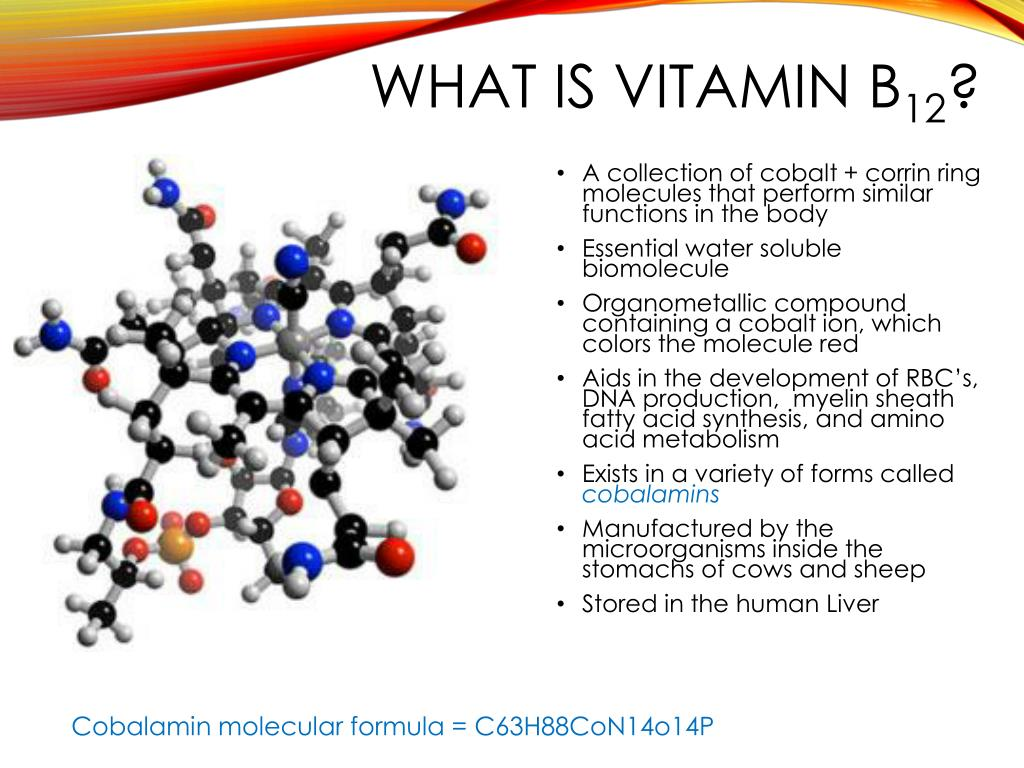 WHAT IS VITAMIN B12?
• A collection of cobalt + corrin ring
molecules that perform similar
functions in the body
• Essential water soluble
biomolecule
• Organometallic compound
containing a cobalt ion, which
colors the molecule red
• Aids in the development of RBC’s,
DNA production,  myelin sheath
fatty acid synthesis, and amino
acid metabolism
• Exists in a variety of forms called
cobalamins
• Manufactured by the
microorganisms inside the
stomachs of cows and sheep
• Stored in the human Liver
Cobalamin molecular formula = C63H88CoN14o14P